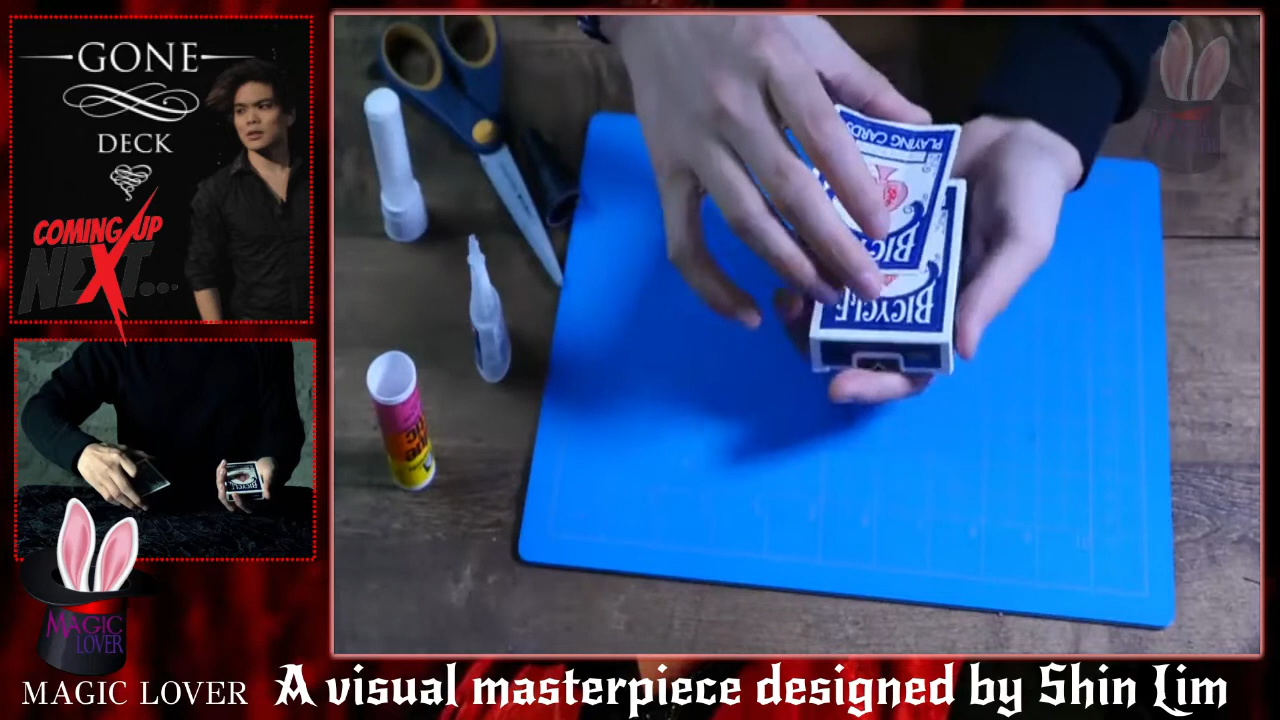 GONE
DECK
COMING UP
NEXT...
PLAYING CARDS
BICYCLE
BICYCLE
BICYCLE
MAGIC
LOVER
MAGIC LOVER
A visual masterpiece designed by Shin Lim